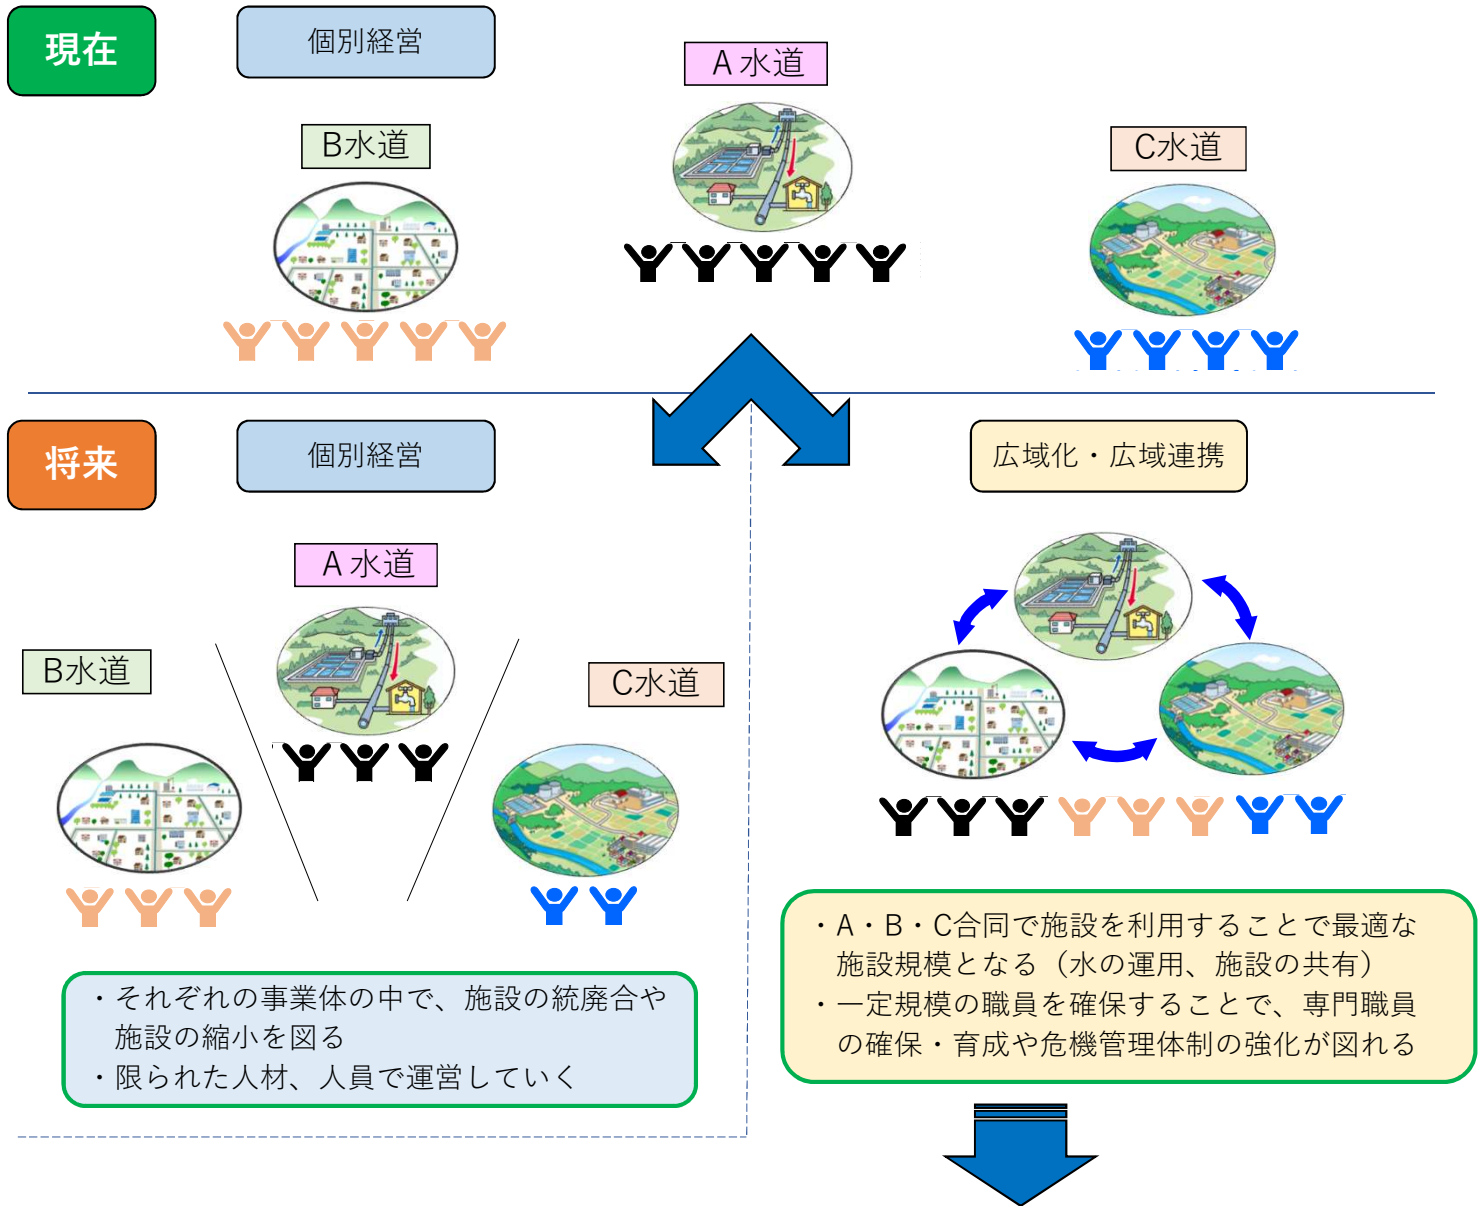 現在
個別経営
A水道
B水道
C水道
将来
個別経営
広域化・広域連携
A水道
B水道
C水道
・それぞれの事業体の中で、施設の統廃合や
施設の縮小を図る
・限られた人材、人員で運営していく
・A・B・C合同で施設を利用することで最適な
施設規模となる（水の運用、施設の共有）
・一定規模の職員を確保することで、専門職員
の確保・育成や危機管理体制の強化が図れる